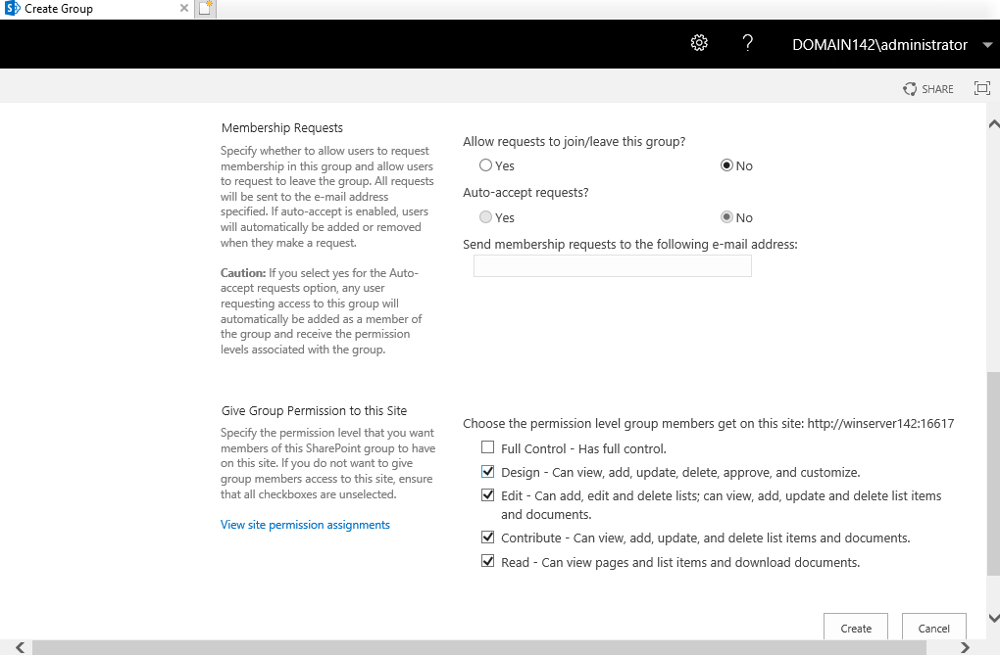 Create Group
DOMAIN142\administrator
SHARE
Membership Requests
Specify whether to allow users to request
membership in this group and allow users
to request to leave the group. All requests
will be sent to the e-mail address
specified. If auto-accept is enabled, users
will automatically be added or removed
when they make a request.
Caution: If you select yes for the Auto-
accept requests option, any user
requesting access to this group will
automatically be added as a member of
the group and receive the permission
levels associated with the group.
Allow requests to join/leave this group?
Yes No
Auto-accept requests?
Yes No
Send membership requests to the following e-mail address:
Give Group Permission to this Site
Specify the permission level that you want
members of this SharePoint group to have
on this site. If you do not want to give
group members access to this site, ensure
that all checkboxes are unselected.
View site permission assignments
Choose the permission level group members get on this site: http://winserver142:16617
Full Control - Has full control.
Design - Can view, add, update, delete, approve, and customize.
Edit - Can add, edit and delete lists; can view, add, update and delete list items
and documents.
Contribute - Can view, add, update, and delete list items and documents.
Read - Can view pages and list items and download documents.
Create Cancel